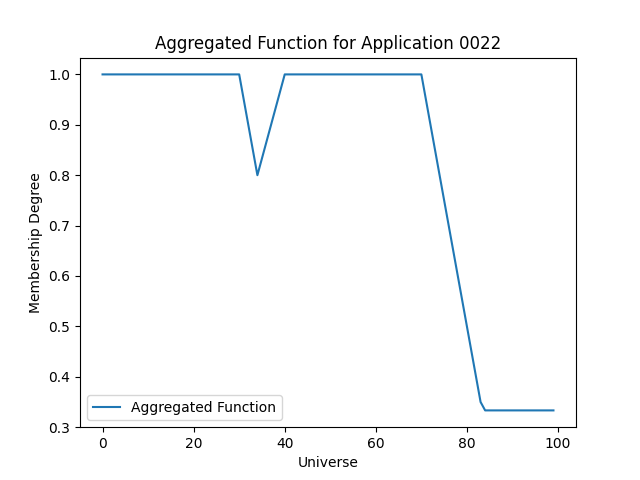 Aggregated Function for Application 0022
Membership Degree
1.0
0.9
0.8
0.7
0.6
0.5
0.4
0.3
Aggregated Function
0 20 40 60 80 100
Universe